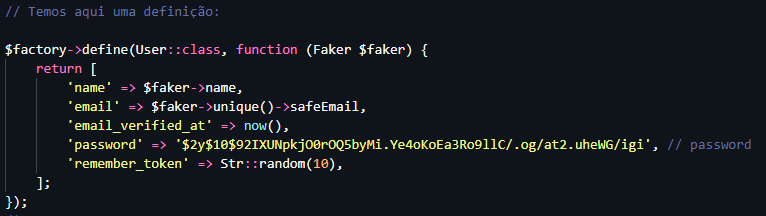 // Temos aqui uma definição:
$factory->define(User::class, function (Faker $faker) {
return [
'name' => $faker->name,
'email' => $faker->unique()->safeEmail,
'email_verified_at' => now(),
'password' => '$2y$10$92IXUNpkjO0rOQ5byMi.Ye4oKoEa3Ro9llC/.og/at2.uheWG/igi', // password
'remember_token' => Str::random(10),
];
});